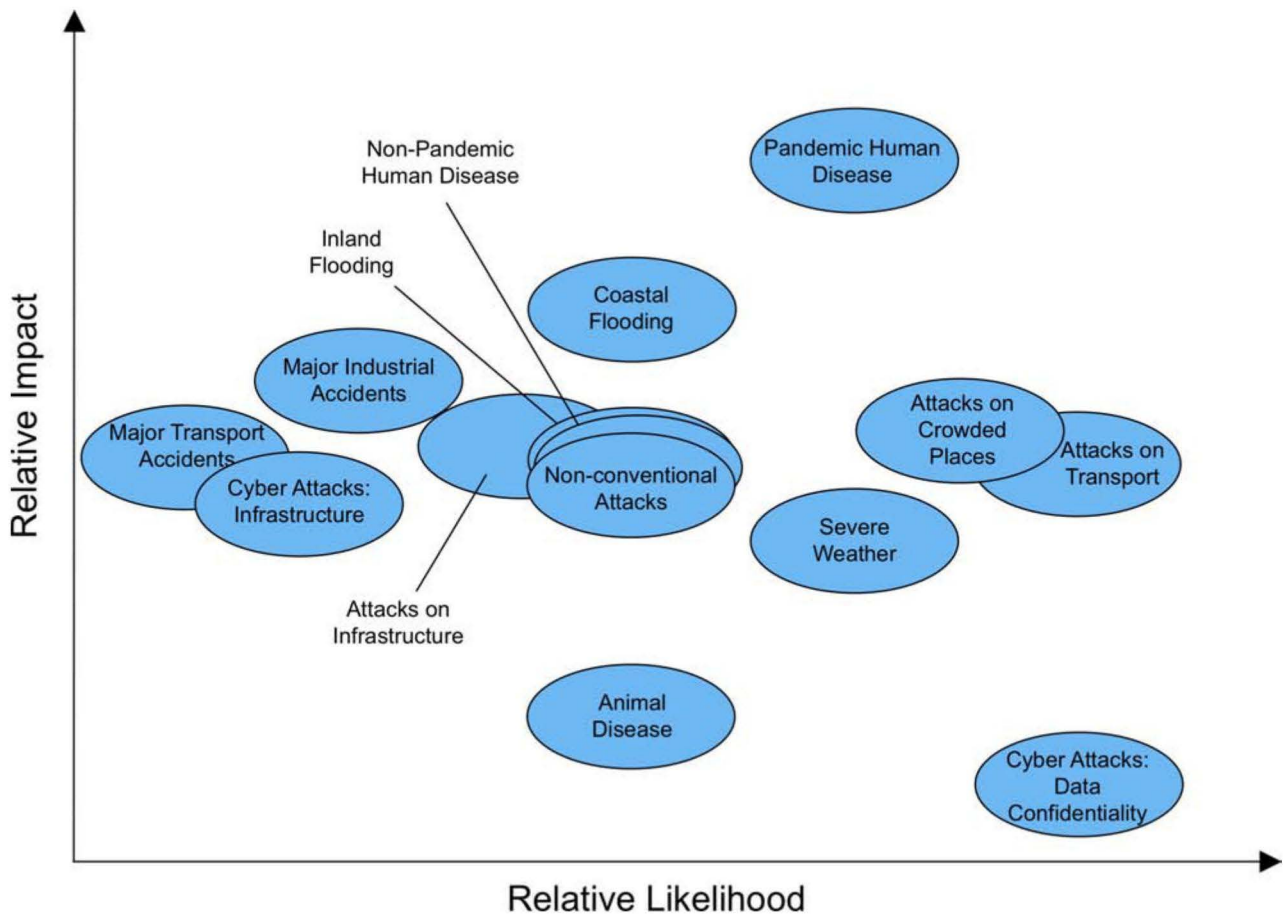 Pandemic Human
Disease
Non-Pandemic
Human Disease
Inland
Flooding
Coastal
Flooding
Major Industrial
Accidents
Major Transport
Accidents
Cyber Attacks:
Infrastructure
Non-conventional
Attacks
Attacks on
Crowded
Places
Attacks on
Transport
Severe
Weather
Attacks on
Infrastructure
Animal
Disease
Cyber Attacks:
Data
Confidentiality
Relative Impact
Relative Likelihood